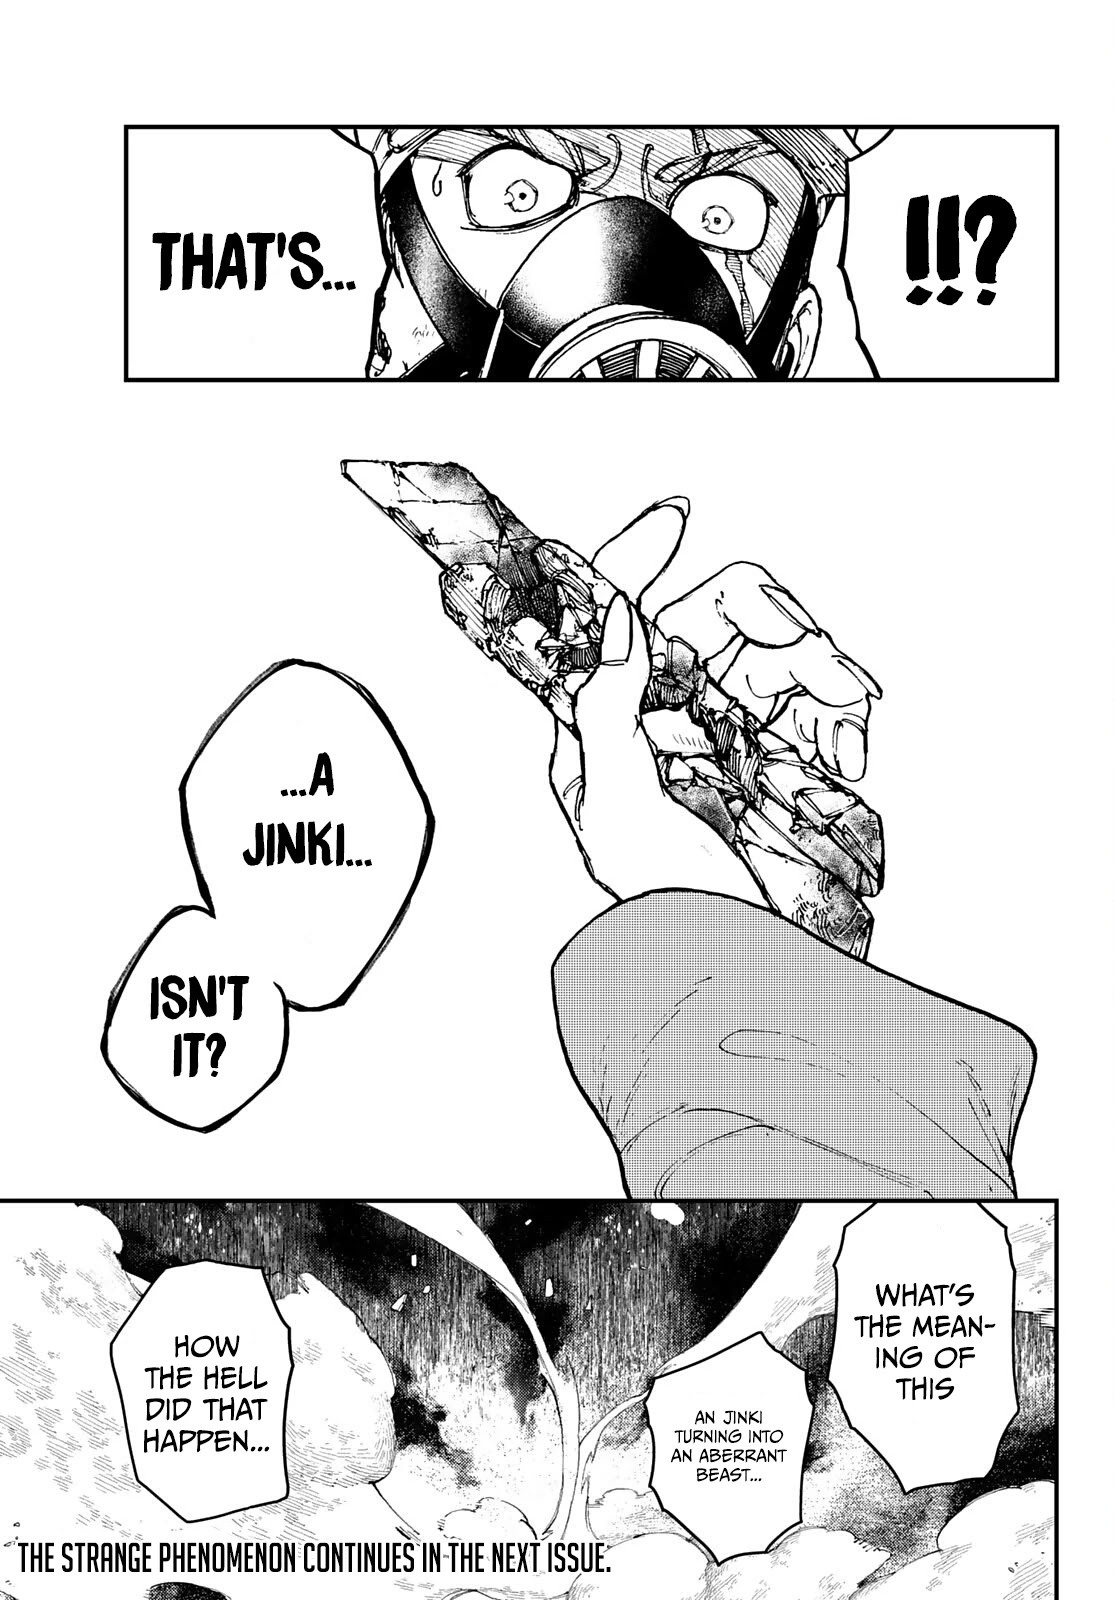 !!?
THAT'S...
...A
JINKI...
ISN'T
IT?
WHAT'S
THE MEAN-
ING OF
THIS
AN JINKI
TURNING INTO
AN ABERRANT
BEAST...
HOW
THE HELL
DID THAT
HAPPEN...
THE STRANGE PHENOMENON CONTINUES IN THE NEXT ISSUE.